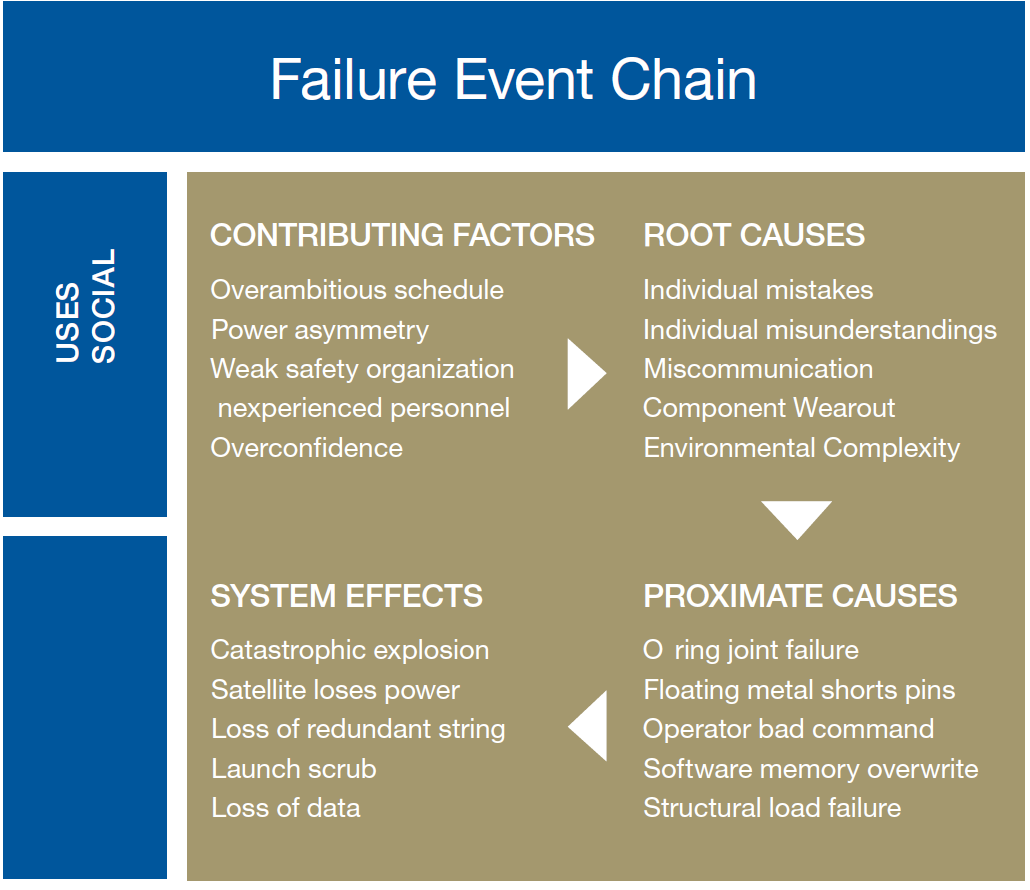 Failure Event Chain
USES
SOCIAL
CONTRIBUTING FACTORS
Overambitious schedule
Power asymmetry
Weak safety organization
nexperienced personnel
Overconfidence
ROOT CAUSES
Individual mistakes
Individual misunderstandings
Miscommunication
Component Wearout
Environmental Complexity
SYSTEM EFFECTS
Catastrophic explosion
Satellite loses power
Loss of redundant string
Launch scrub
Loss of data
PROXIMATE CAUSES
O ring joint failure
Floating metal shorts pins
Operator bad command
Software memory overwrite
Structural load failure